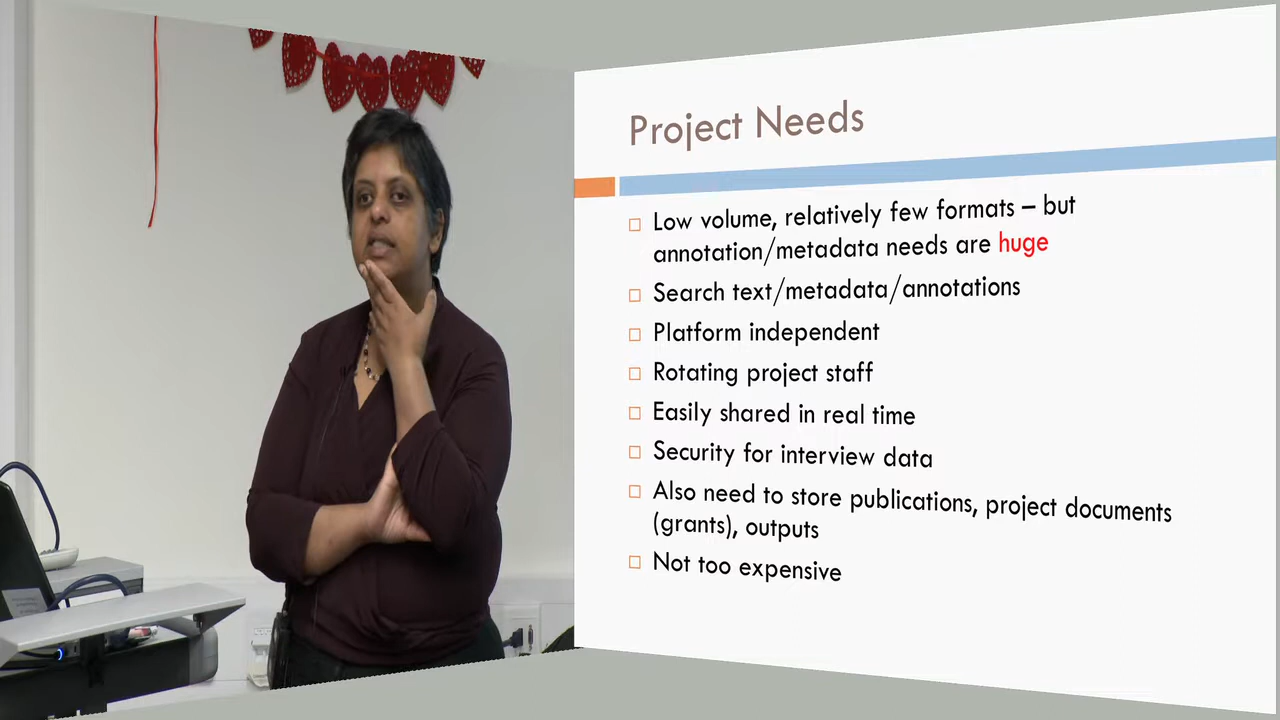 Project Needs
Low volume, relatively few formats – but
annotation/metadata needs are huge
Search text/metadata/annotations
Platform independent
Rotating project staff
Easily shared in real time
Security for interview data
Also need to store publications, project documents
(grants), outputs
Not too expensive